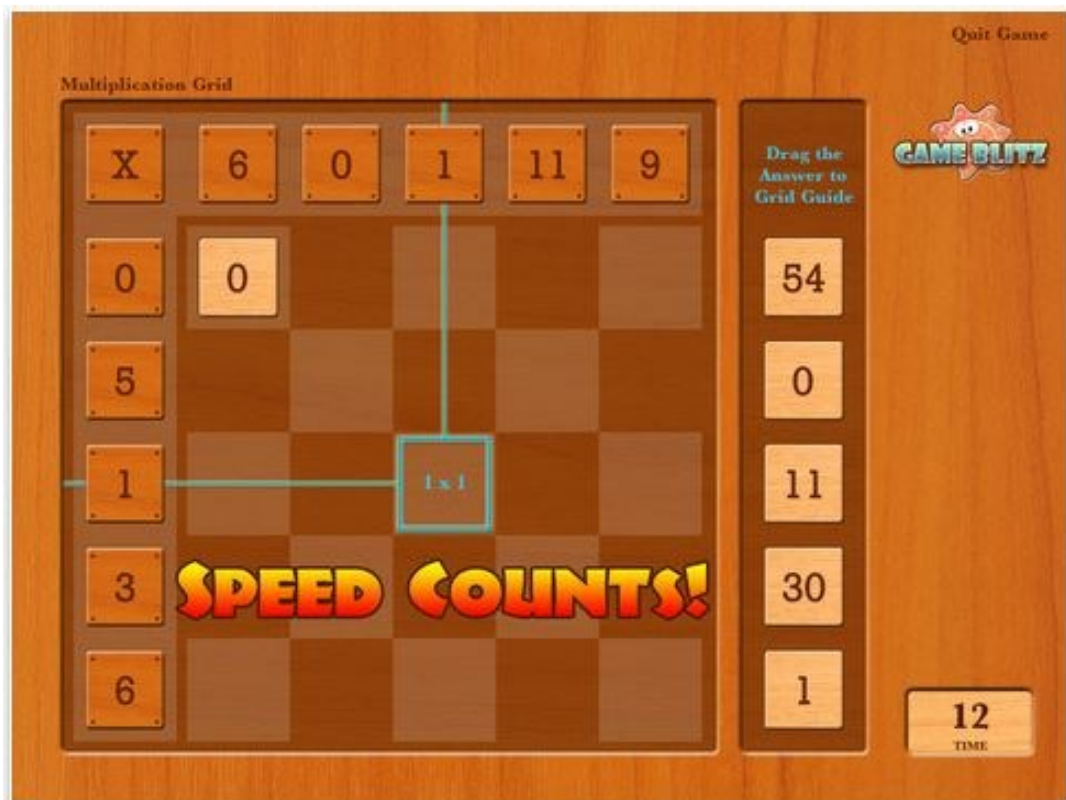 Quit Game
Multiplication Grid
GAME BLITZ
X 6 0 1 11 9
Drag the
Answer to
Grid Guide
0 0 54
5 0
1 1 x 1 11
3 30
SPEED COUNTS!
6 1
12
TIME